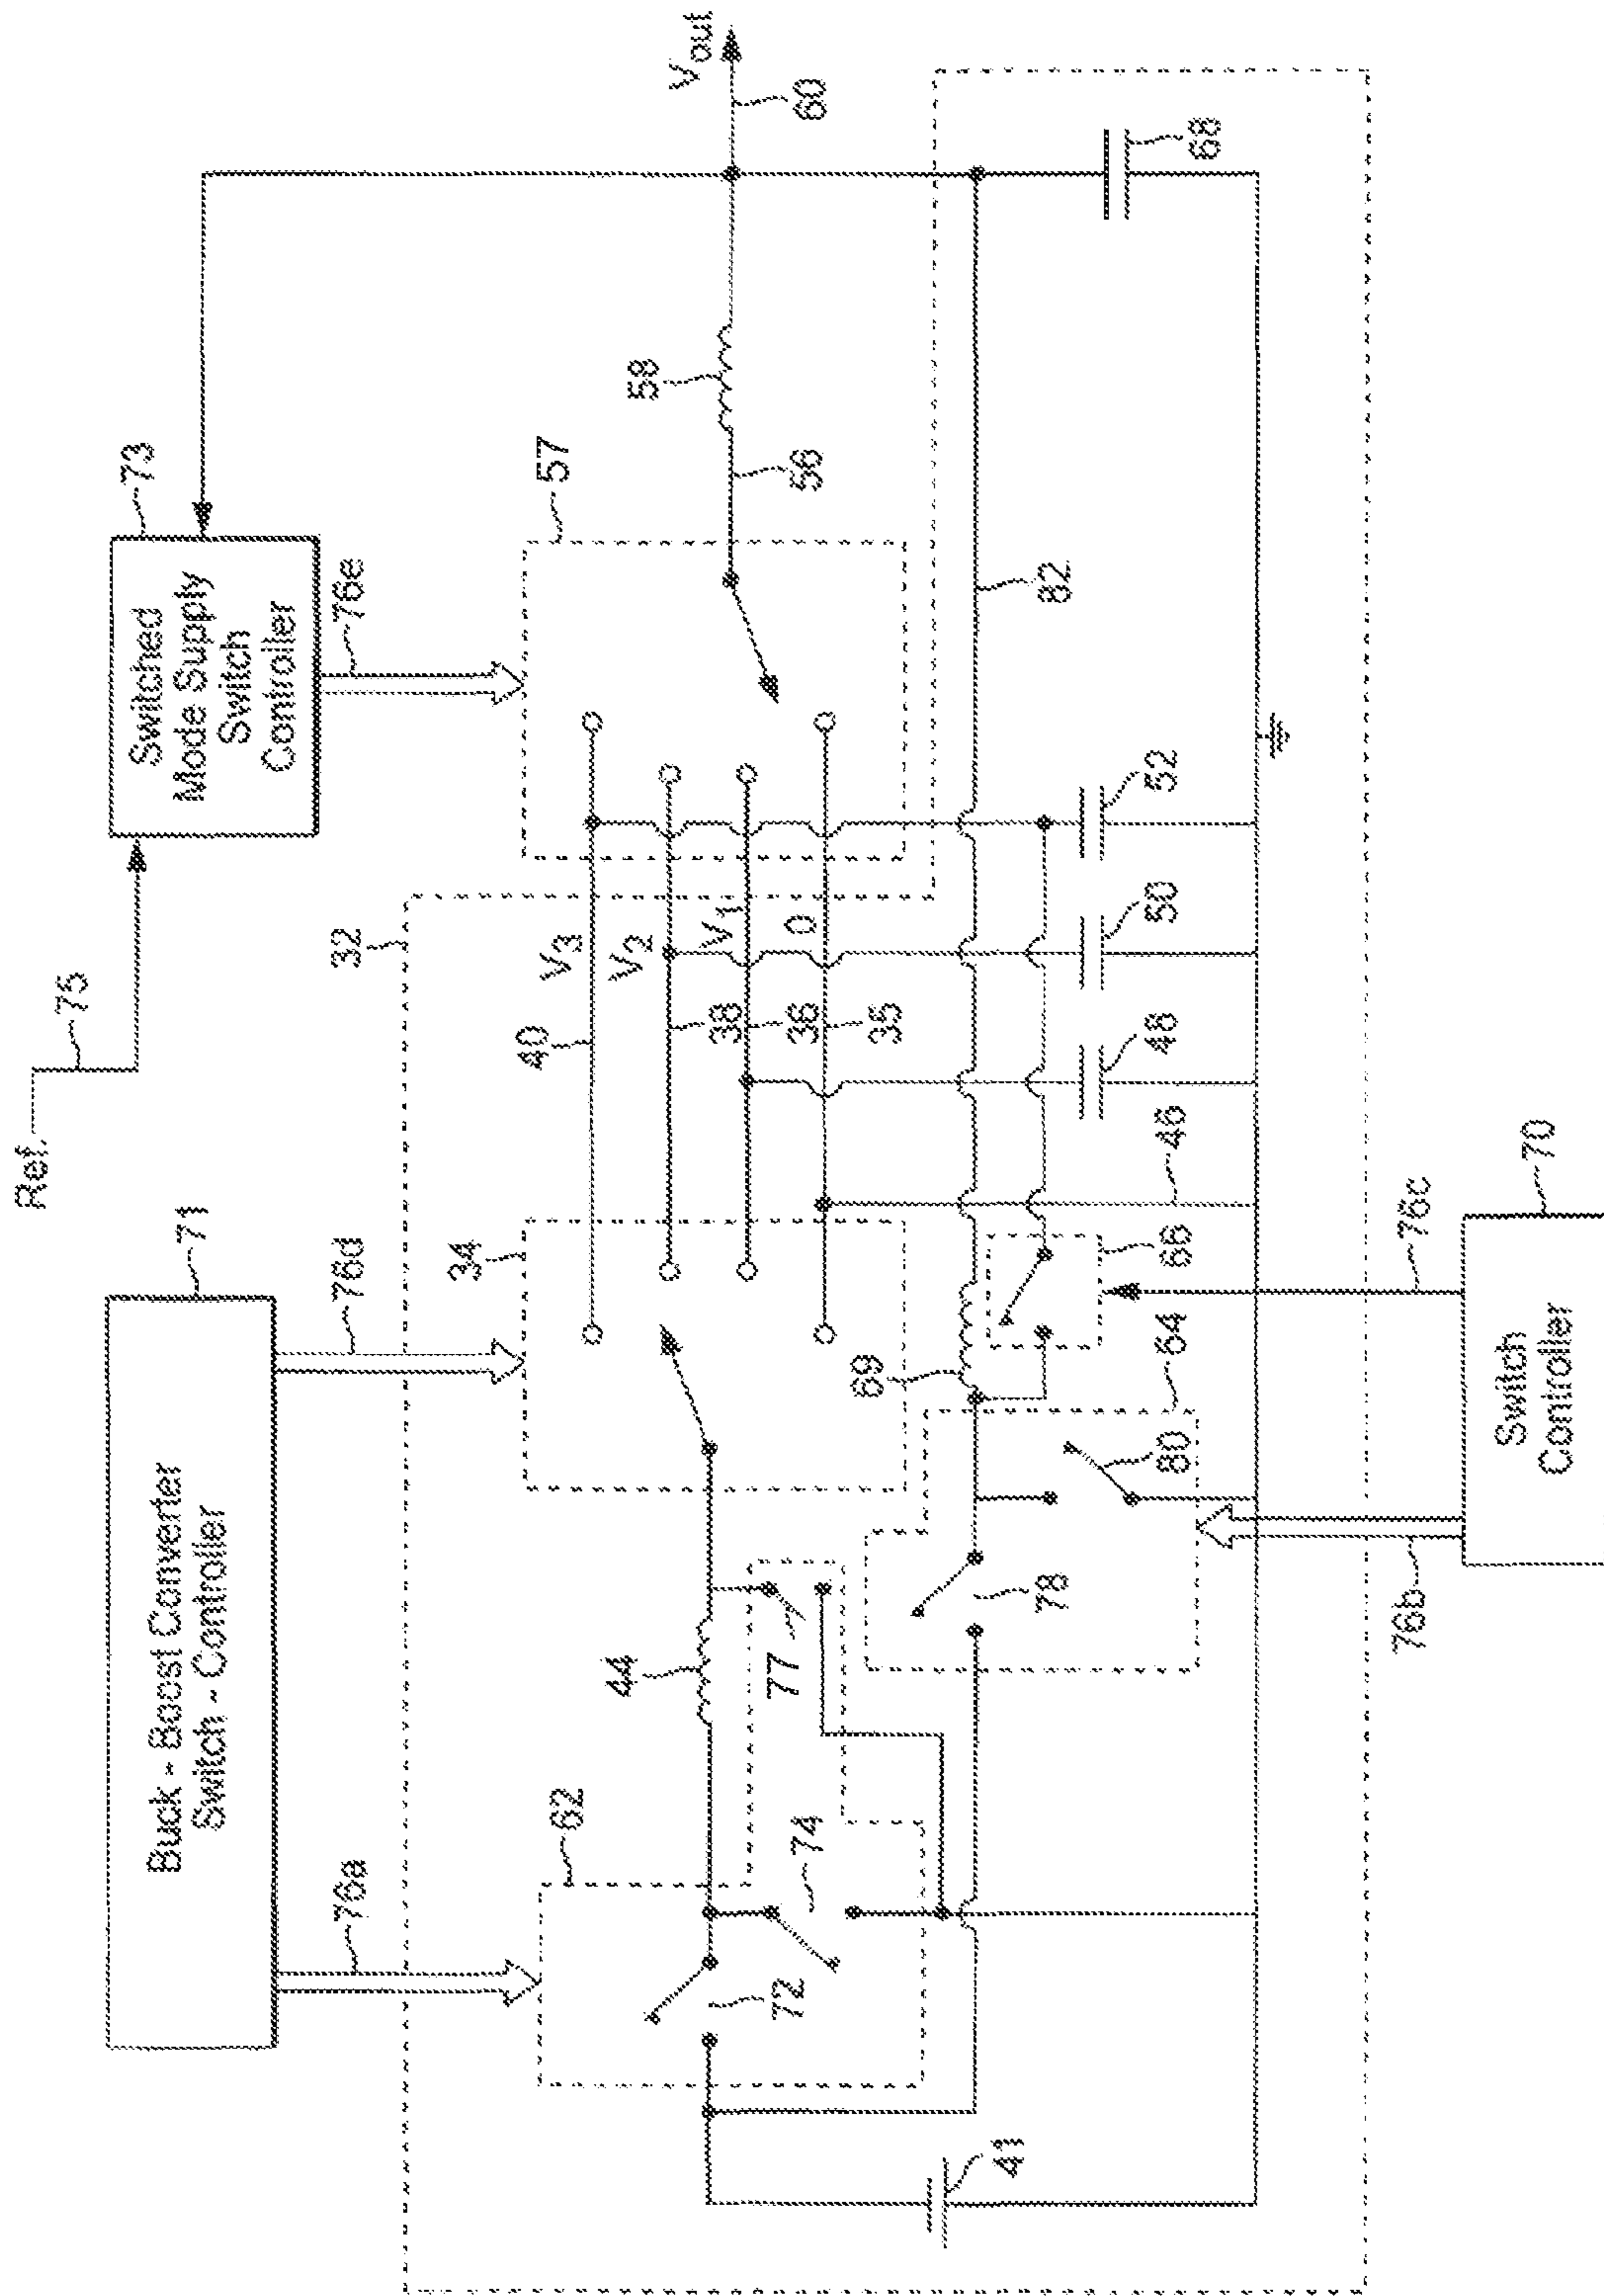 Ref.
75
Buck - Boost Converter
Switch - Controller
71
Switched
Mode Supply
Switch
Controller
73
76a
76d
76e
32
62
34
57
40
V3
V2
V1
0
38
36
35
44
58
56
Vout
60
72
74
77
69
78
80
64
66
46
48
50
52
82
68
41
76b
76c
Switch
Controller
70